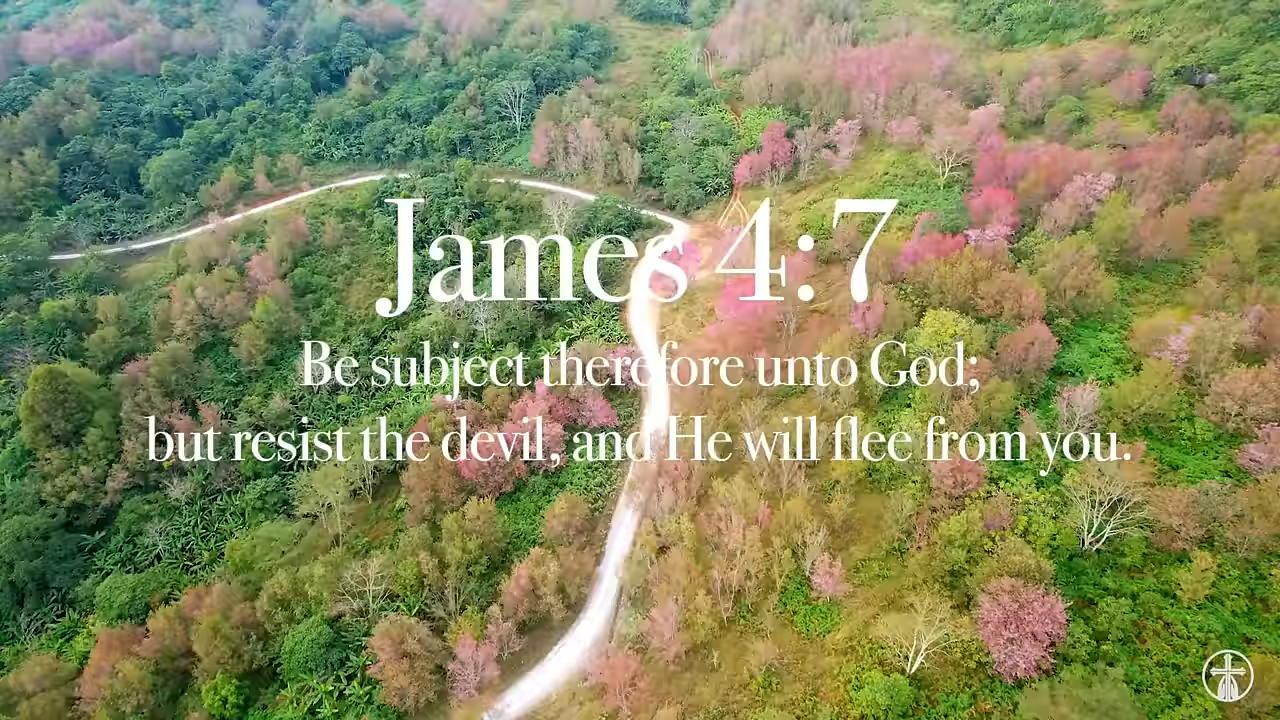 James 4:7
Be subject therefore unto God;
but resist the devil, and He will flee from you.